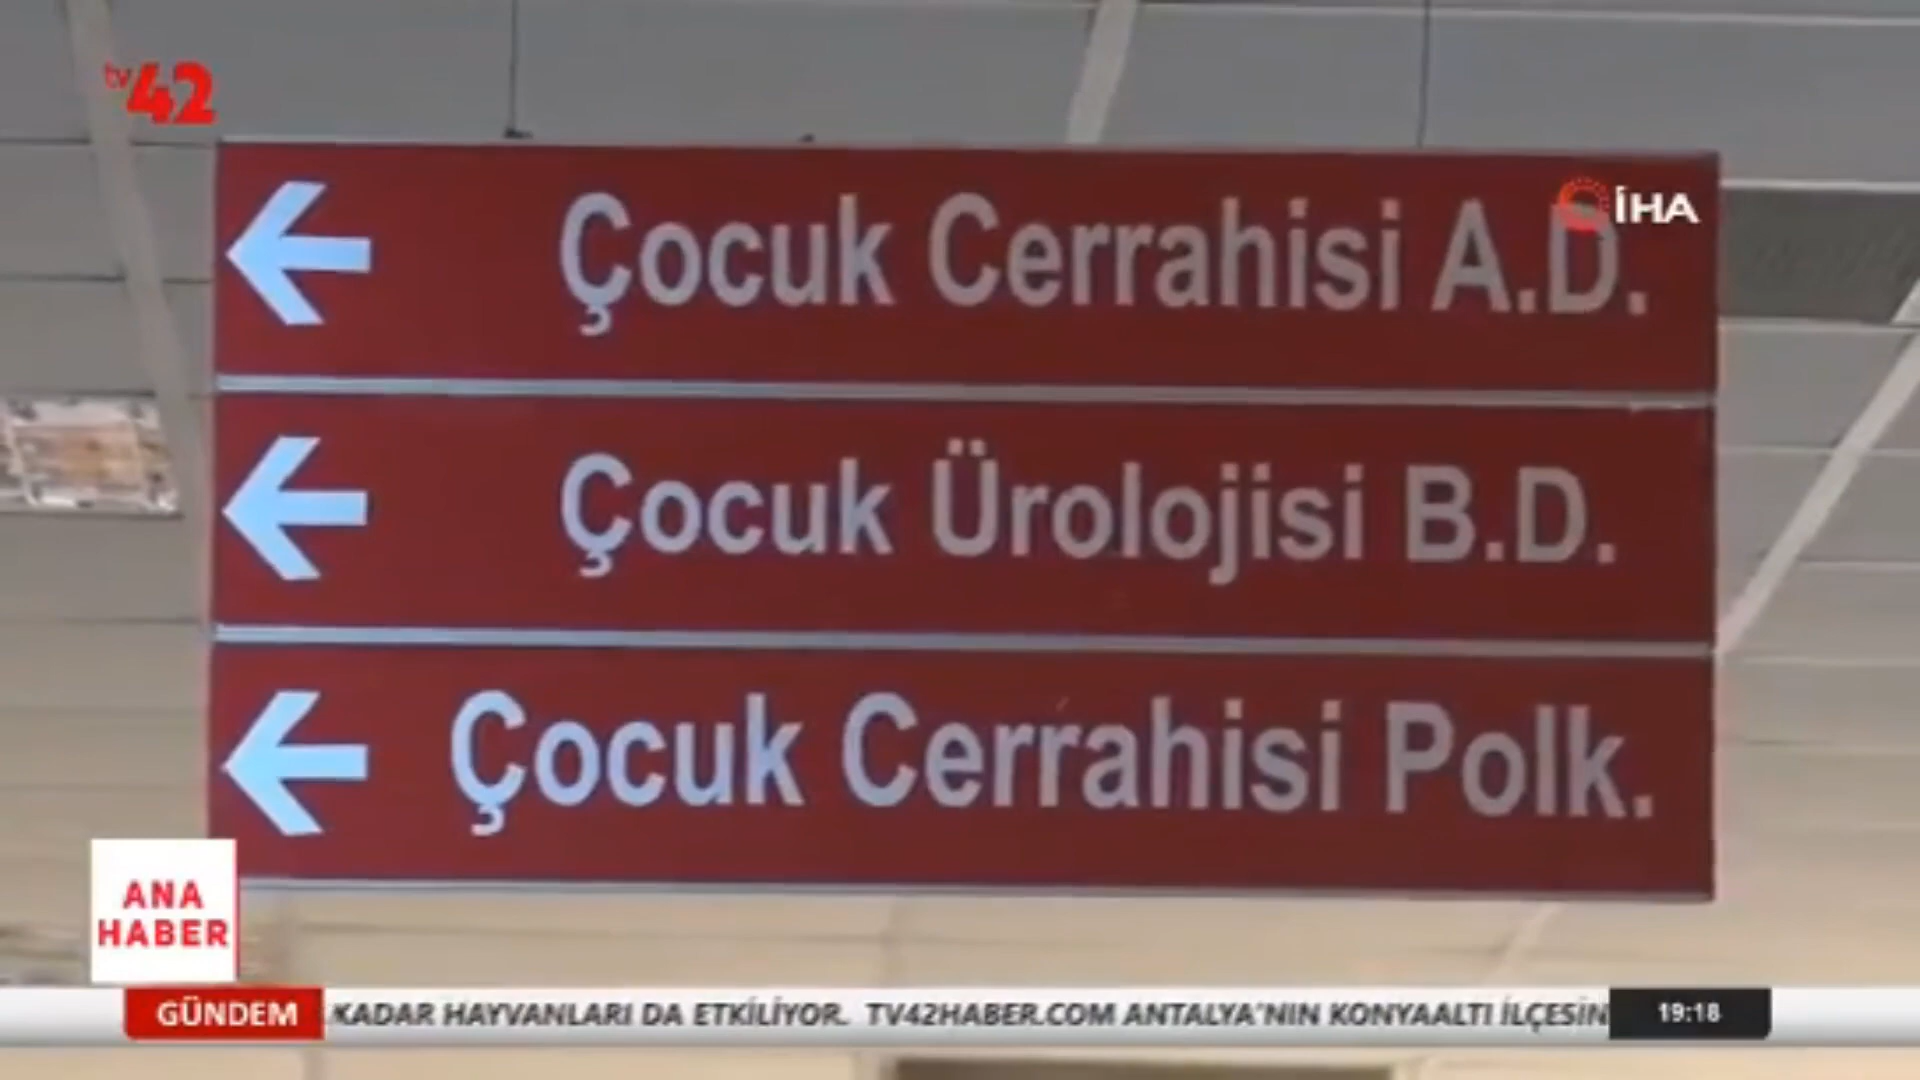 tv42
İHA
Çocuk Cerrahisi A.D.
Çocuk Ürolojisi B.D.
Çocuk Cerrahisi Polk.
ANA
HABER
GÜNDEM KADAR HAYVANLARI DA ETKİLİYOR. TV42HABER.COM ANTALYA'NIN KONYAALTI İLÇESİN 19:18